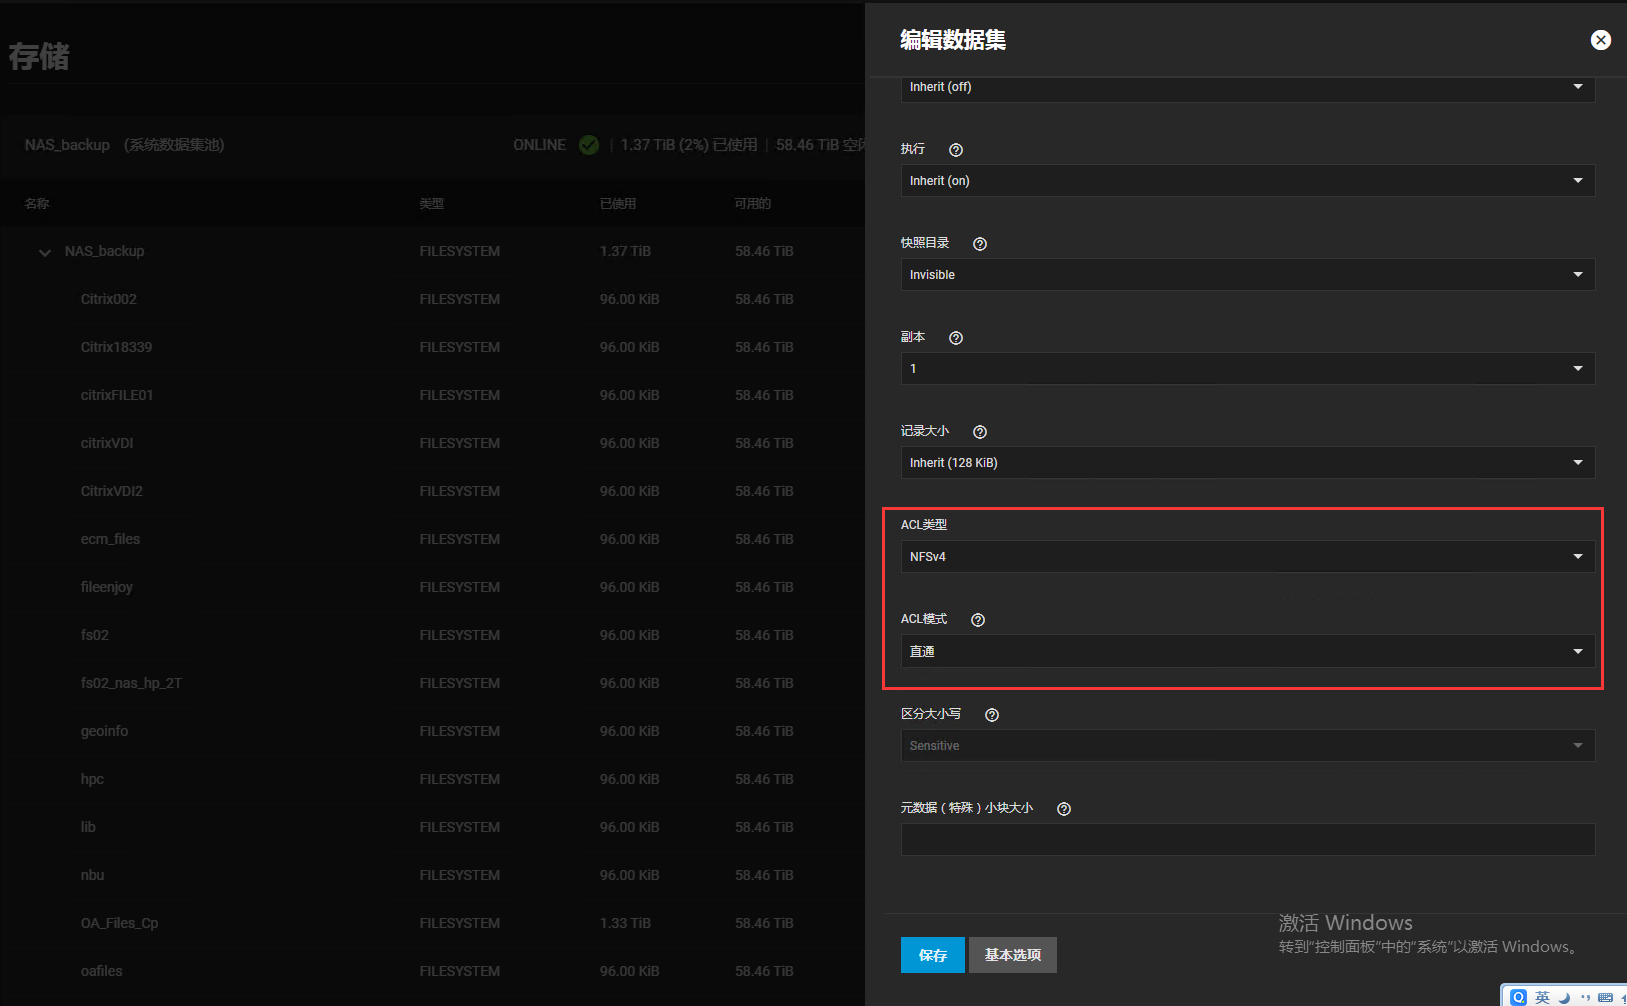 存储
NAS_backup (系统数据集池) ONLINE | 1.37 TiB (2%) 已使用 | 58.46 TiB 空闲
名称 类型 已使用 可用的
NAS_backup FILESYSTEM 1.37 TiB 58.46 TiB
Citrix002 FILESYSTEM 96.00 KiB 58.46 TiB
Citrix18339 FILESYSTEM 96.00 KiB 58.46 TiB
citrixFILE01 FILESYSTEM 96.00 KiB 58.46 TiB
citrixVDI FILESYSTEM 96.00 KiB 58.46 TiB
CitrixVDI2 FILESYSTEM 96.00 KiB 58.46 TiB
ecm_files FILESYSTEM 96.00 KiB 58.46 TiB
fileenjoy FILESYSTEM 96.00 KiB 58.46 TiB
fs02 FILESYSTEM 96.00 KiB 58.46 TiB
fs02_nas_hp_2T FILESYSTEM 96.00 KiB 58.46 TiB
geoinfo FILESYSTEM 96.00 KiB 58.46 TiB
hpc FILESYSTEM 96.00 KiB 58.46 TiB
lib FILESYSTEM 96.00 KiB 58.46 TiB
nbu FILESYSTEM 96.00 KiB 58.46 TiB
OA_Files_Cp FILESYSTEM 1.33 TiB 58.46 TiB
oafiles FILESYSTEM 96.00 KiB 58.46 TiB
编辑数据集
Inherit (off)
执行
Inherit (on)
快照目录
Invisible
副本
1
记录大小
Inherit (128 KiB)
ACL类型
NFSv4
ACL模式
直通
区分大小写
Sensitive
元数据（特殊）小块大小
保存 基本选项
激活 Windows
转到“控制面板”中的“系统”以激活 Windows。
英